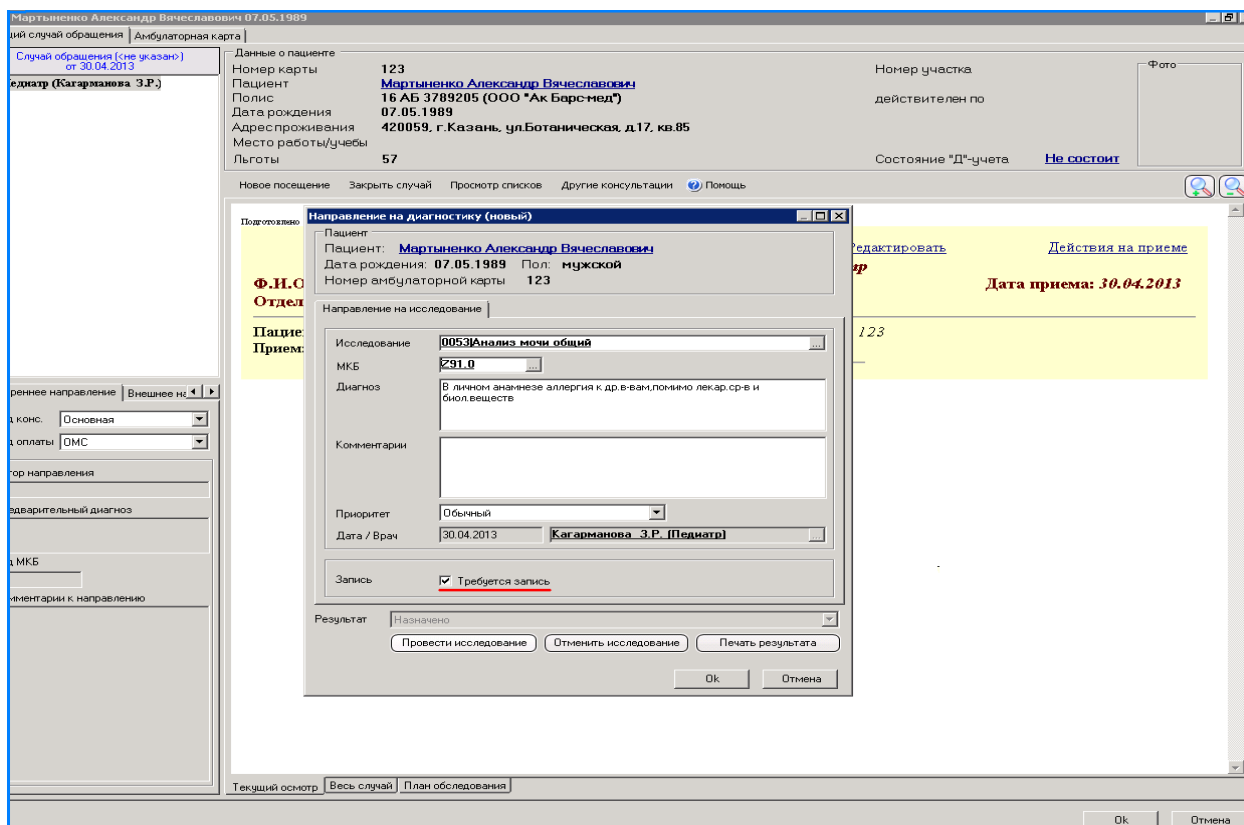 Мартыненко Александр Вячеславович 07.05.1989
ций случай обращения Амбулаторная карта
Случай обращения (<не указан>)
от 30.04.2013
едиатр (Кагарманова З.Р.)
Данные о пациенте
Номер карты 123 Номер участка
Фото
Пациент Мартыненко Александр Вячеславович
Полис 16 АБ 3789205 (ООО "Ак Барс-мед") действителен по
Дата рождения 07.05.1989
Адрес проживания 420059, г.Казань, ул.Ботаническая, д.17, кв.85
Место работы/учебы
Льготы 57 Состояние "Д"-учета Не состоит
Новое посещение Закрыть случай Просмотр списков Другие консультации Помощь
Подготовлено
Редактировать Действия на приеме
Ф.И.О
Дата приема: 30.04.2013
Отдел
Пацие 123
Прием
Направление на диагностику (новый)
Пациент
Пациент: Мартыненко Александр Вячеславович
Дата рождения: 07.05.1989 Пол: мужской
Номер амбулаторной карты 123
Направление на исследование
Исследование 0053|Анализ мочи общий ...
МКБ Z91.0 ...
Диагноз В личном анамнезе аллергия к др.в-вам,помимо лекар.ср-в и
биол.веществ
Комментарии
Приоритет Обычный
Дата / Врач 30.04.2013 Кагарманова З.Р. (Педиатр) ...
Запись Требуется запись
Результат Назначено
Провести исследование Отменить исследование Печать результата
Ok Отмена
реннее направление Внешнее на
д конс. Основная
д оплаты ОМС
тор направления
едварительный диагноз
д МКБ
мментарии к направлению
Текущий осмотр Весь случай План обследования
Ok Отмена